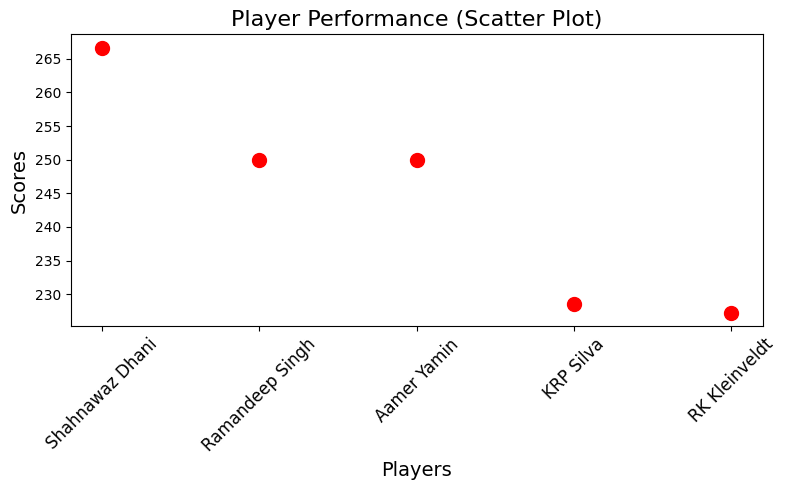 Player Performance (Scatter Plot)
Scores
265
260
255
250
245
240
235
230
Shahnawaz Dhani
Ramandeep Singh
Aamer Yamin
KRP Silva
RK Kleinveldt
Players